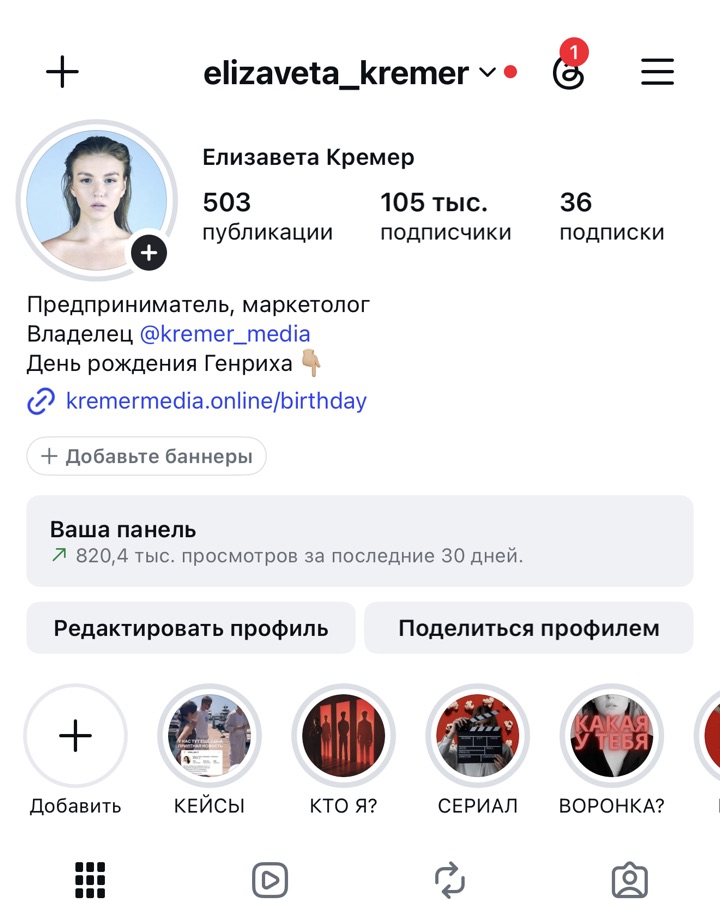 elizaveta_kremer
1
Елизавета Кремер
503 105 тыс. 36
публикации подписчики подписки
Предприниматель, маркетолог
Владелец @kremer_media
День рождения Генриха 👇🏼
kremermedia.online/birthday
+ Добавьте баннеры
Ваша панель
820,4 тыс. просмотров за последние 30 дней.
Редактировать профиль Поделиться профилем
КАКАЯ
У ТЕБЯ
Добавить КЕЙСЫ КТО Я? СЕРИАЛ ВОРОНКА?